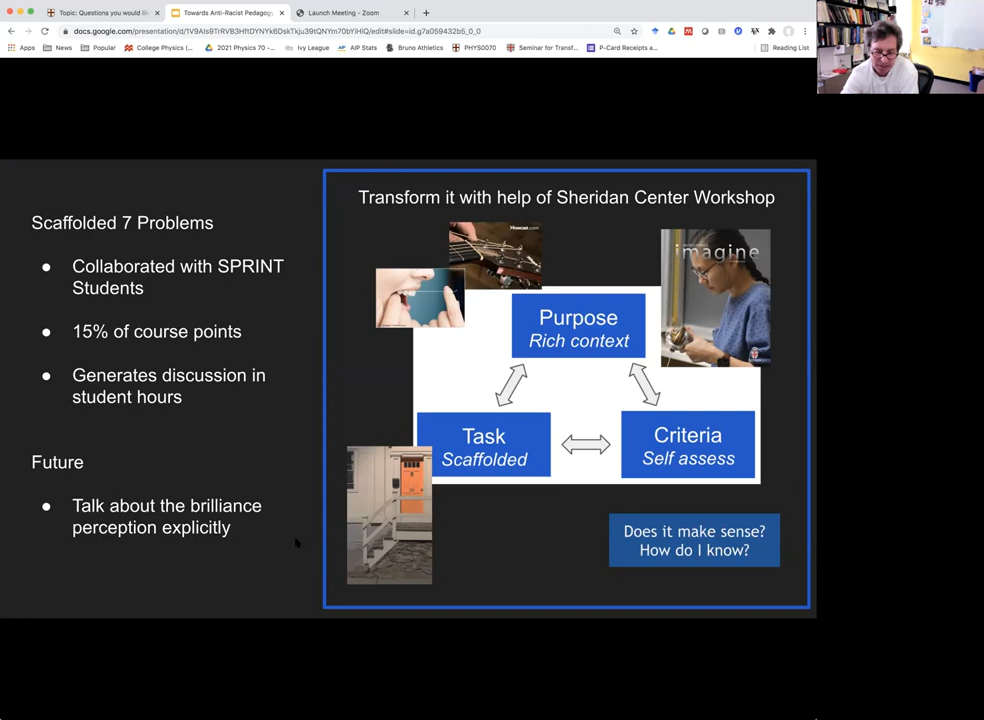 Topic: Questions you would lik
Towards Anti-Racist Pedagogy
Launch Meeting - Zoom
docs.google.com/presentation/d/1V9AIs9TrRVB3HftDYNYk6DskTkju39tQNYm70bYiHIQ/edit#slide=id.g7a059432b5_0_0
Apps
News
Popular
College Physics (...
2021 Physics 70 -...
Ivy League
AIP Stats
Bruno Athletics
PHYS0070
Seminar for Transf...
P-Card Receipts a...
Reading List
Scaffolded 7 Problems
● Collaborated with SPRINT
Students
● 15% of course points
● Generates discussion in
student hours
Future
● Talk about the brilliance
perception explicitly
Transform it with help of Sheridan Center Workshop
Howcast.com
imagine
Purpose
Rich context
Task
Scaffolded
Criteria
Self assess
Does it make sense?
How do I know?